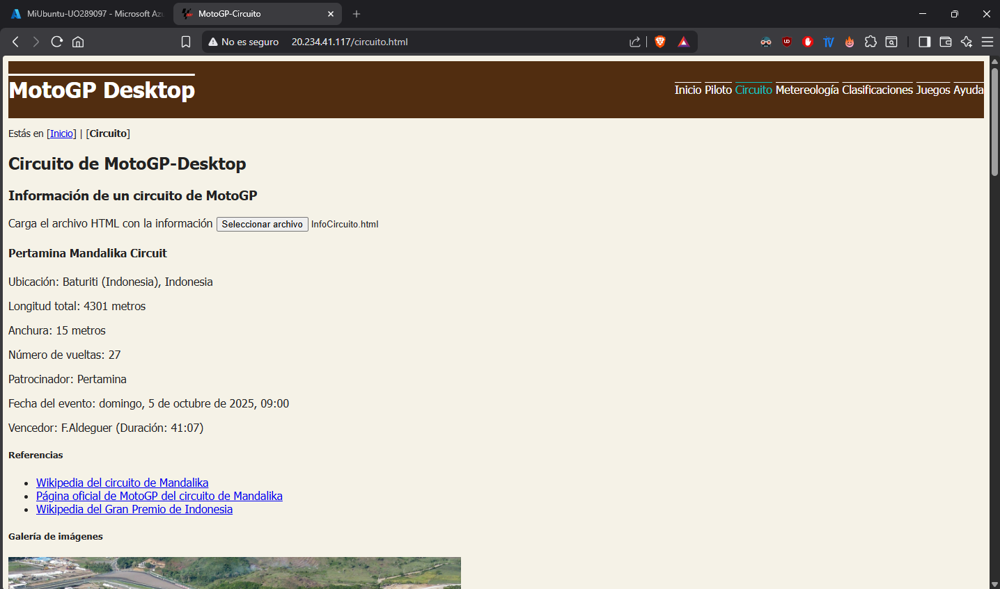 MiUbuntu-UO289097 - Microsoft Azu
MotoGP-Circuito
No es seguro 20.234.41.117/circuito.html
MotoGP Desktop
Inicio Piloto Circuito Metereología Clasificaciones Juegos Ayuda
Estás en [Inicio] | [Circuito]
Circuito de MotoGP-Desktop
Información de un circuito de MotoGP
Carga el archivo HTML con la información Seleccionar archivo InfoCircuito.html
Pertamina Mandalika Circuit
Ubicación: Baturiti (Indonesia), Indonesia
Longitud total: 4301 metros
Anchura: 15 metros
Número de vueltas: 27
Patrocinador: Pertamina
Fecha del evento: domingo, 5 de octubre de 2025, 09:00
Vencedor: F.Aldeguer (Duración: 41:07)
Referencias
Wikipedia del circuito de Mandalika
Página oficial de MotoGP del circuito de Mandalika
Wikipedia del Gran Premio de Indonesia
Galería de imágenes